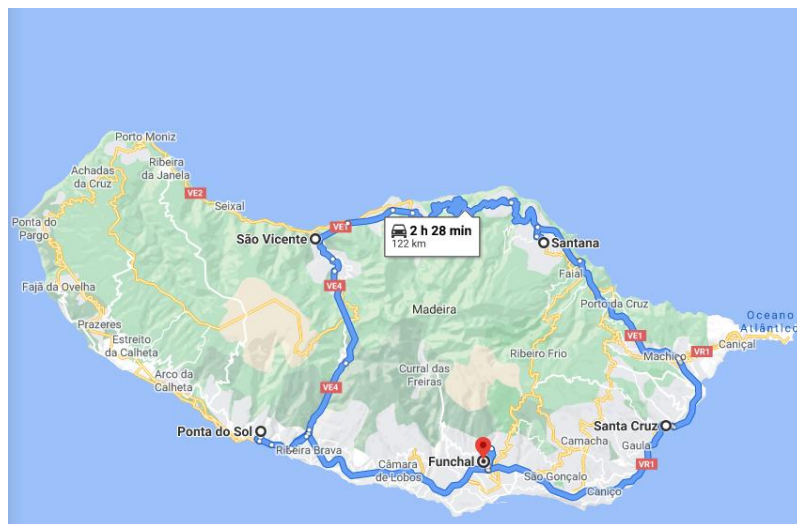 Porto Moniz
Achadas
da Cruz
Ribeira
da Janela
VE2
Seixal
Ponta do
Pargo
São Vicente
VE1
2 h 28 min
122 km
Santana
Faial
Fajã da Ovelha
VE4
Madeira
Porto da Cruz
Oceano
Atlântico
Prazeres
Estreito
da Calheta
VE1
Caniçal
Ribeiro Frio
Machico
VR1
Arco da
Calheta
VE4
Curral das
Freiras
Ponta do Sol
Santa Cruz
Ribeira Brava
Camacha
Gaula
Câmara
de Lobos
Funchal
São Gonçalo
VR1
Caniço